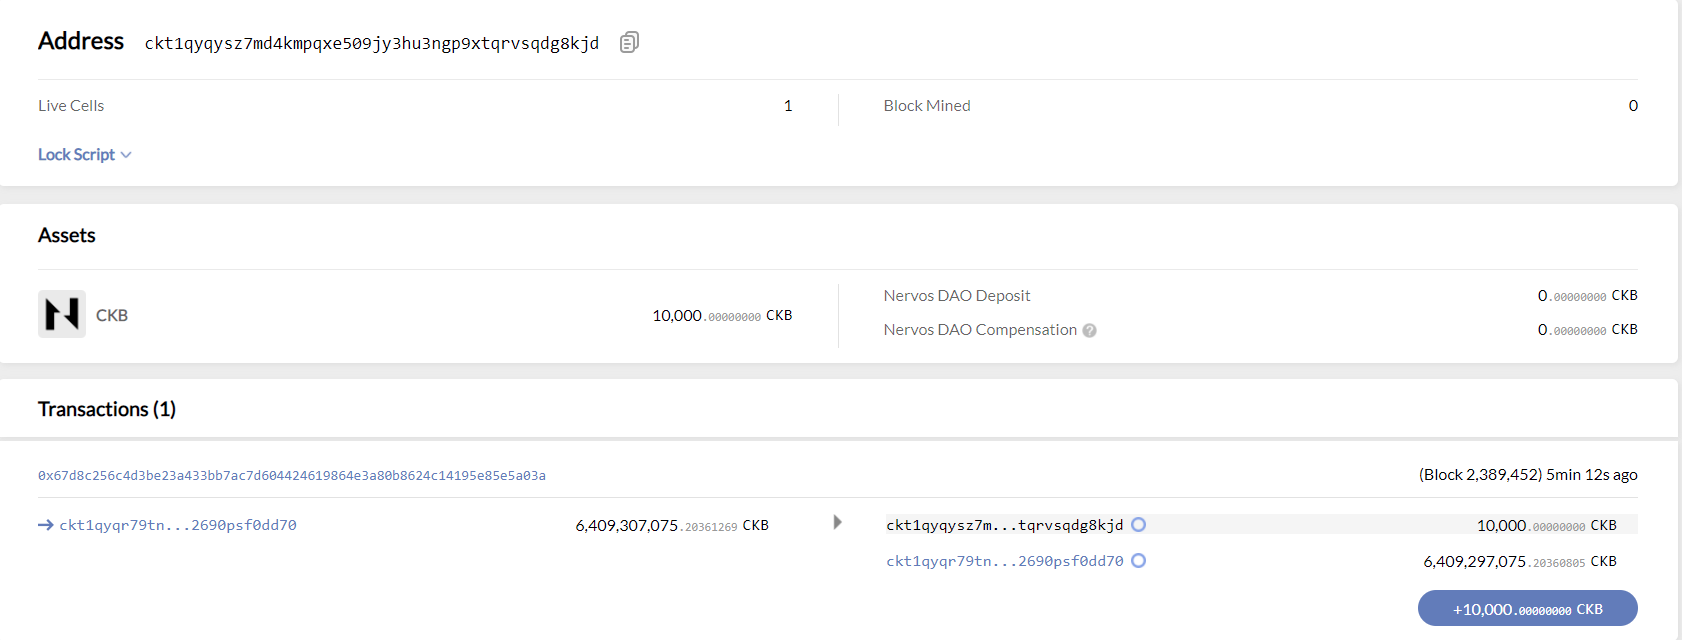 Address ckt1qyqysz7md4kmpqxe509jy3hu3ngp9xtqrvsqdg8kjd
Live Cells 1 Block Mined 0
Lock Script
Assets
CKB 10,000.00000000 CKB
Nervos DAO Deposit 0.00000000 CKB
Nervos DAO Compensation ? 0.00000000 CKB
Transactions (1)
0x67d8c256c4d3be23a433bb7ac7d604424619864e3a80b8624c14195e85e5a03a (Block 2,389,452) 5min 12s ago
ckt1qyqr79tn...2690psf0dd70 6,409,307,075.20361269 CKB ckt1qyqysz7m...tqrvsqdg8kjd 10,000.00000000 CKB
ckt1qyqr79tn...2690psf0dd70 6,409,297,075.20360805 CKB
+10,000.00000000 CKB